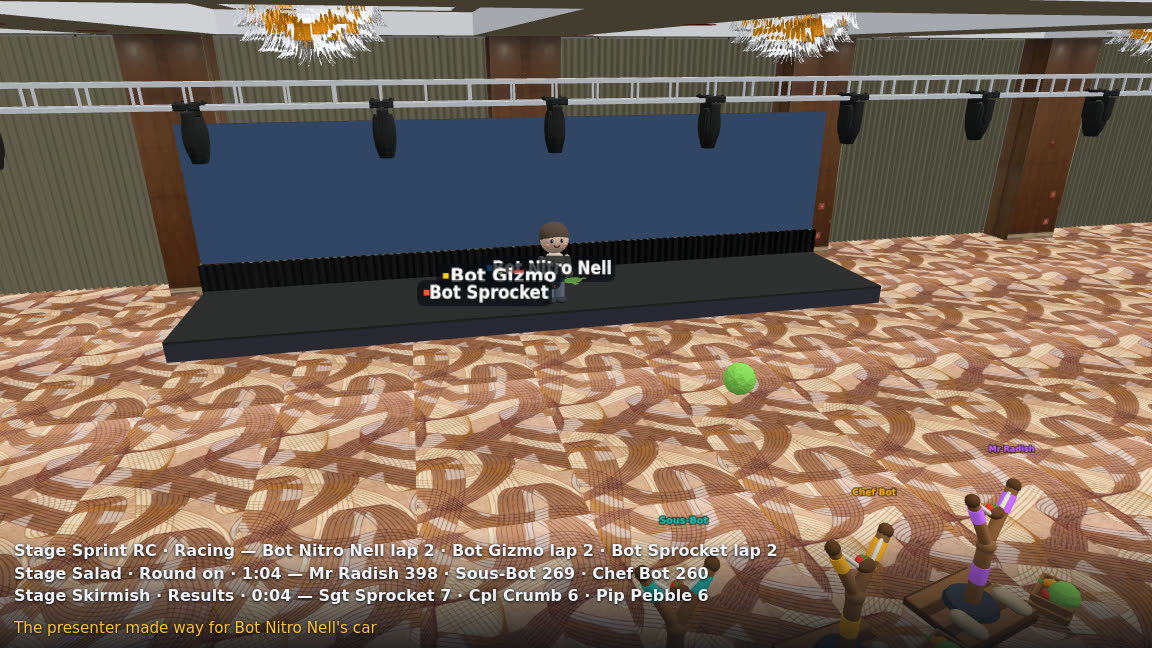 Bot Nitro Nell
Bot Gizmo
Bot Sprocket
Mr Radish
Chef Bot
Sous-Bot
Stage Sprint RC · Racing — Bot Nitro Nell lap 2 · Bot Gizmo lap 2 · Bot Sprocket lap 2
Stage Salad · Round on · 1:04 — Mr Radish 398 · Sous-Bot 269 · Chef Bot 260
Stage Skirmish · Results · 0:04 — Sgt Sprocket 7 · Cpl Crumb 6 · Pip Pebble 6
The presenter made way for Bot Nitro Nell's car